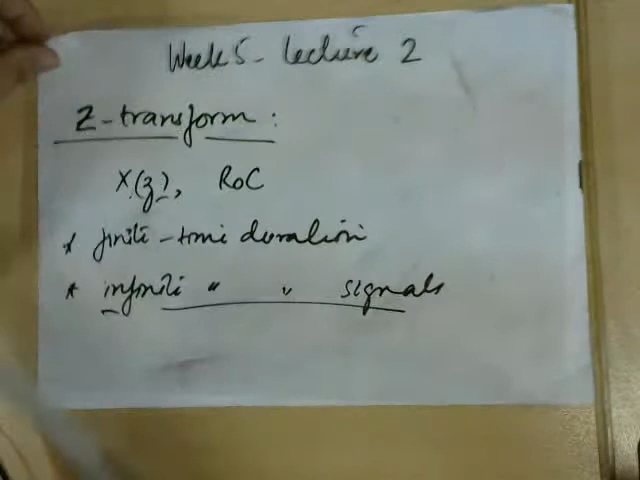 Week 5 - Lecture 2
Z-transform :
X(z), RoC
* finite-time duration
* infinite " " signals